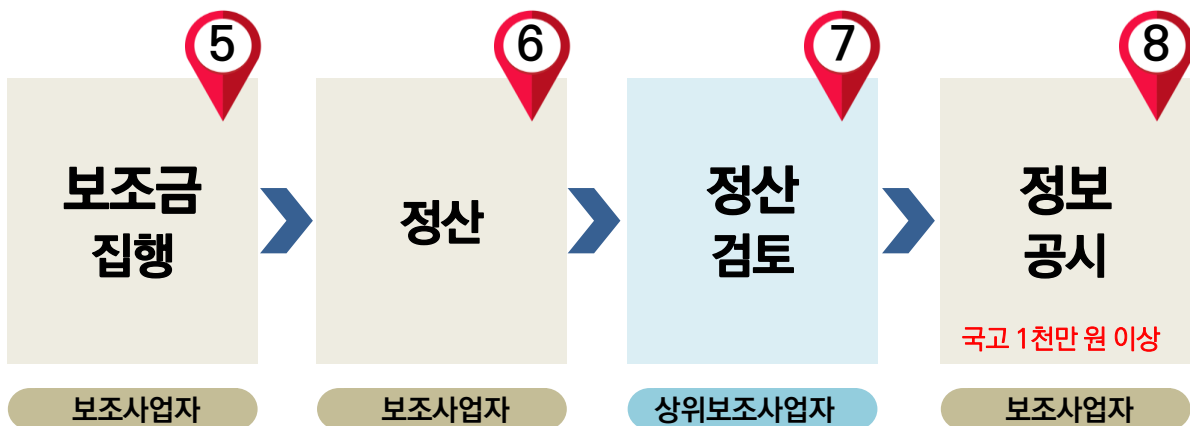 5
보조금
집행
보조사업자
6
정산
보조사업자
7
정산
검토
상위보조사업자
8
정보
공시
국고 1천만 원 이상
보조사업자